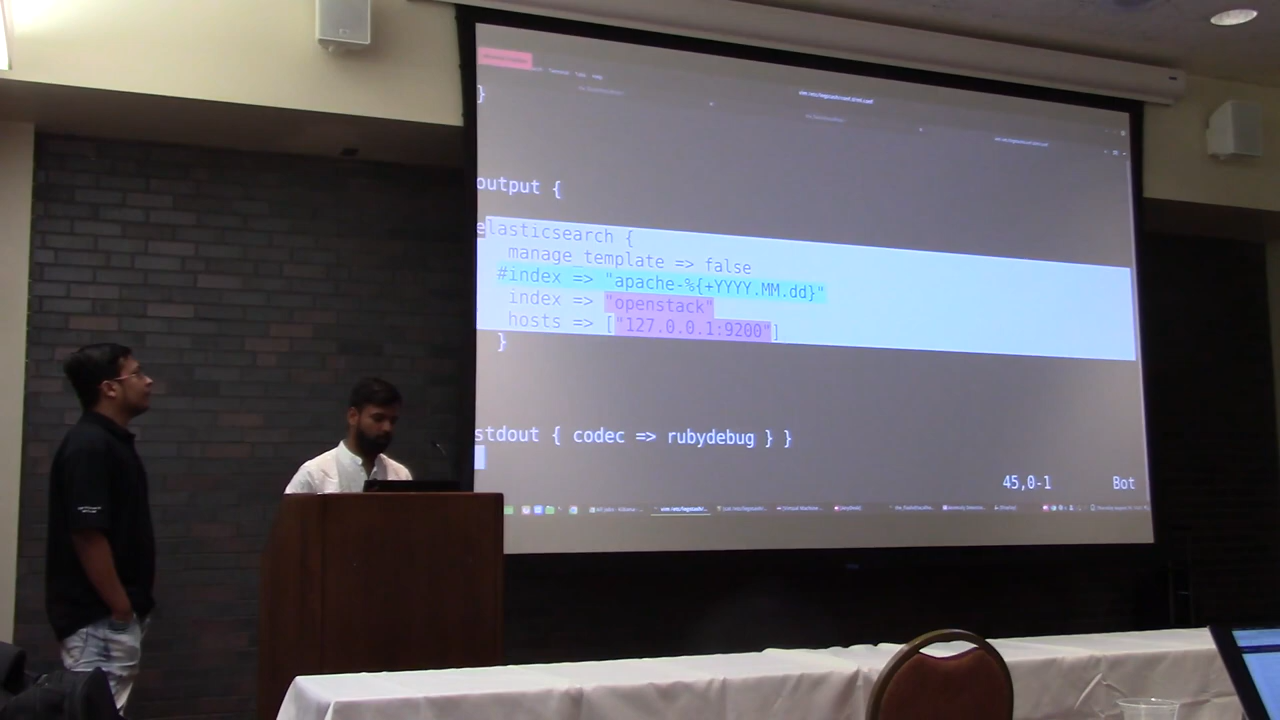 }
output {
elasticsearch {
manage_template => false
#index => "apache-%{+YYYY.MM.dd}"
index => "openstack"
hosts => ["127.0.0.1:9200"]
}
stdout { codec => rubydebug } }
45,0-1 Bot